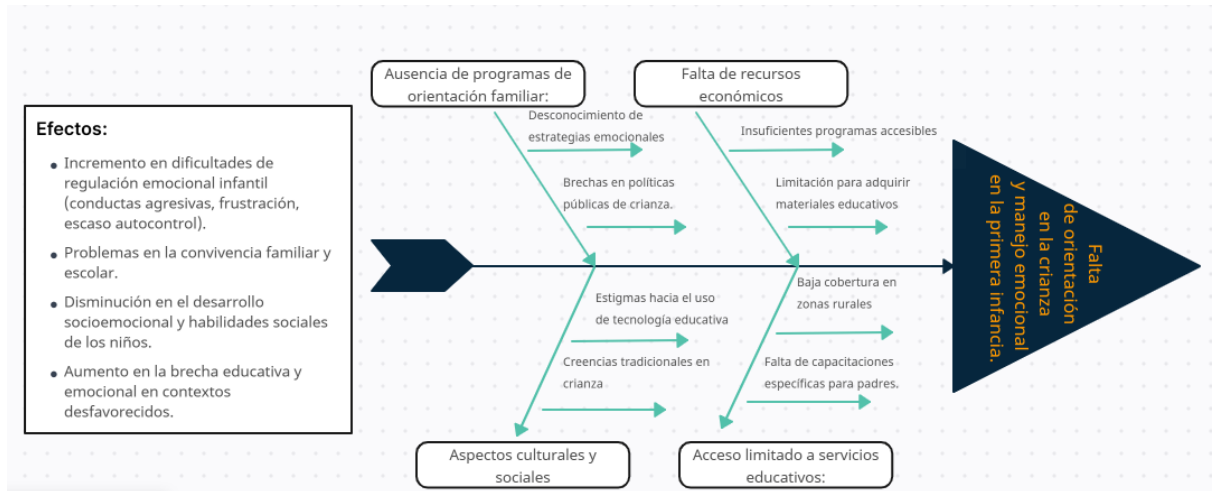 Efectos:
Incremento en dificultades de
regulación emocional infantil
(conductas agresivas, frustración,
escaso autocontrol).
Problemas en la convivencia familiar y
escolar.
Disminución en el desarrollo
socioemocional y habilidades sociales
de los niños.
Aumento en la brecha educativa y
emocional en contextos
desfavorecidos.
Ausencia de programas de
orientación familiar:
Desconocimiento de
estrategias emocionales
Brechas en políticas
públicas de crianza.
Falta de recursos
económicos
Insuficientes programas accesibles
Limitación para adquirir
materiales educativos
Estigmas hacia el uso
de tecnología educativa
Creencias tradicionales en
crianza
Aspectos culturales y
sociales
Baja cobertura en
zonas rurales
Falta de capacitaciones
específicas para padres.
Acceso limitado a servicios
educativos:
Falta
de orientación
en la crianza
y manejo emocional
en la primera infancia.